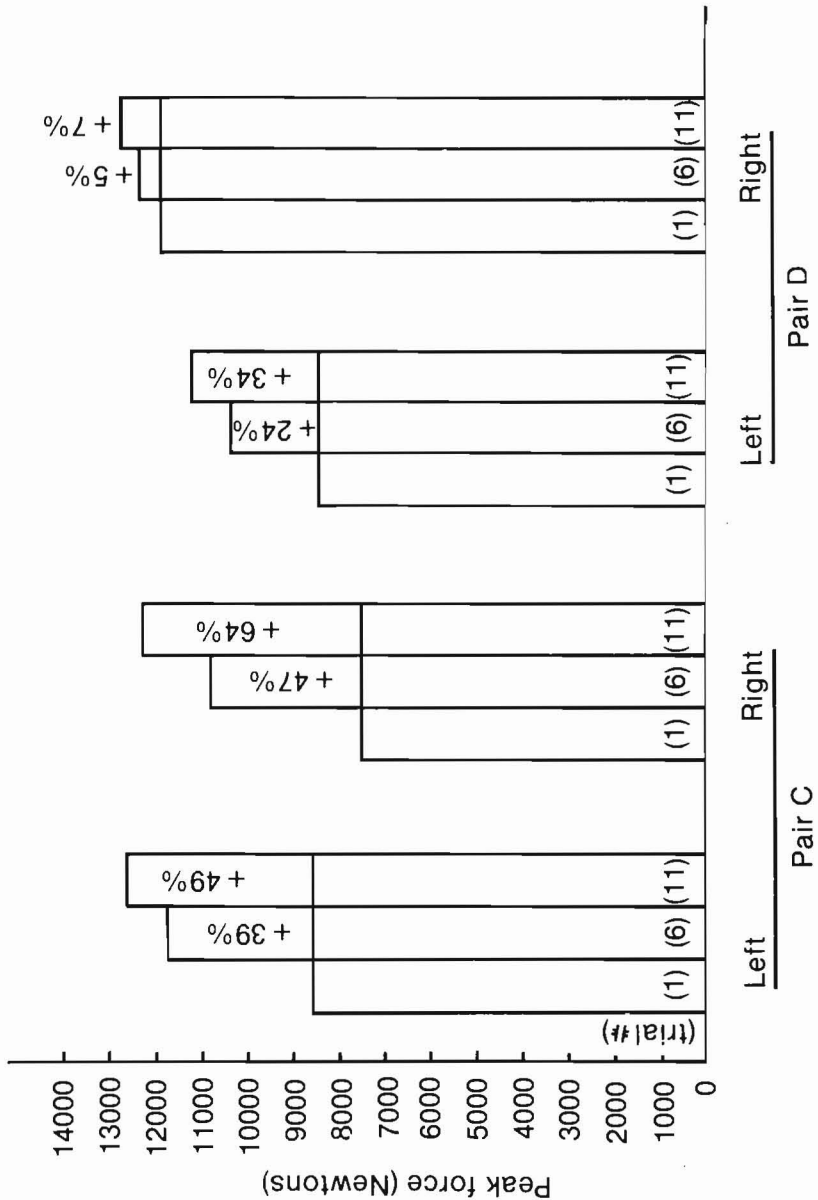 Peak force (Newtons)
14000
13000
12000
11000
10000
9000
8000
7000
6000
5000
4000
3000
2000
1000
0
(trial #)
+ 39%
+ 49%
+ 47%
+ 64%
+ 24%
+ 34%
+ 5%
+ 7%
(1) (6) (11)
(1) (6) (11)
(1) (6) (11)
(1) (6) (11)
Left Right
Left Right
Pair C
Pair D